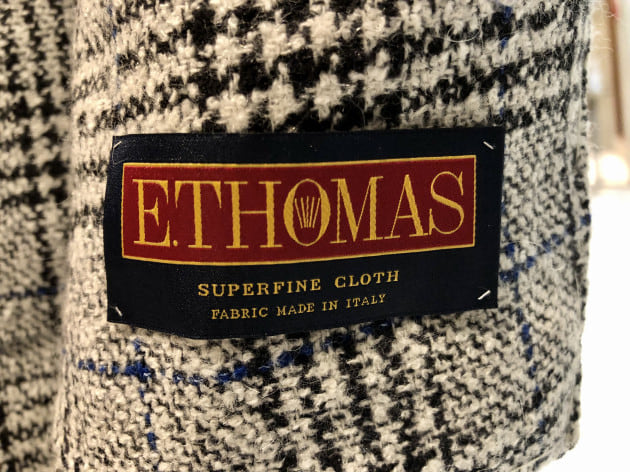 E.THOMAS
SUPERFINE CLOTH
FABRIC MADE IN ITALY